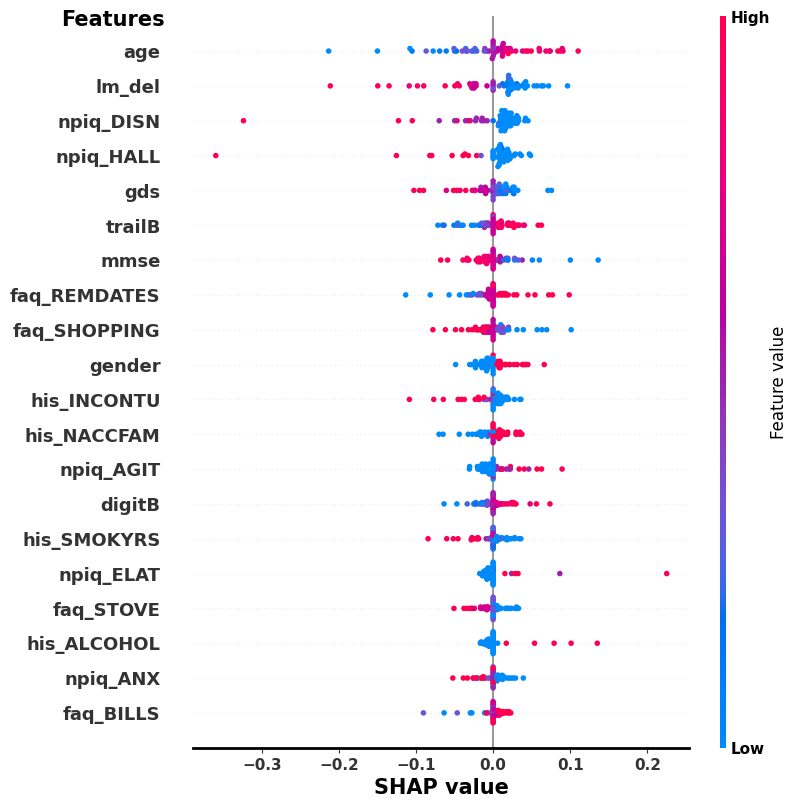 Features
High
age
lm_del
npiq_DISN
npiq_HALL
gds
trailB
mmse
faq_REMDATES
faq_SHOPPING
gender
his_INCONTU
his_NACCFAM
npiq_AGIT
digitB
his_SMOKYRS
npiq_ELAT
faq_STOVE
his_ALCOHOL
npiq_ANX
faq_BILLS
Feature value
Low
−0.3 −0.2 −0.1 0.0 0.1 0.2
SHAP value